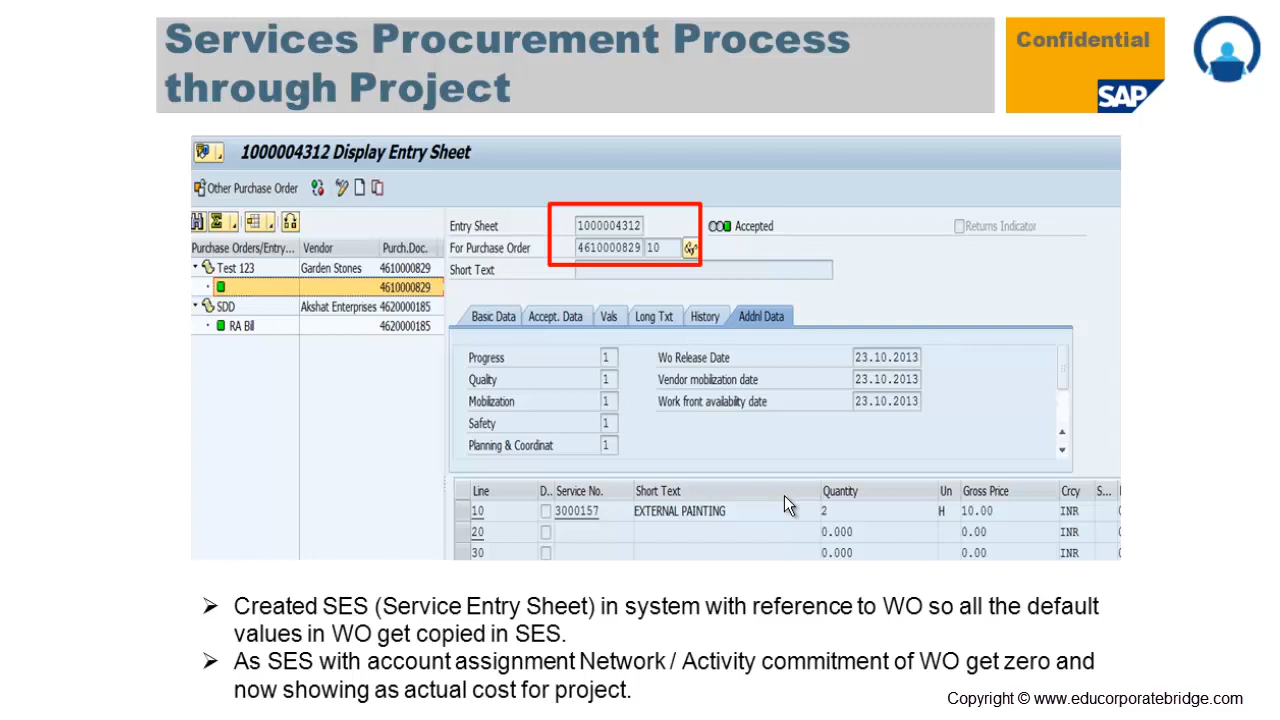 Services Procurement Process
through Project
Confidential
SAP
1000004312 Display Entry Sheet
Other Purchase Order
Entry Sheet 1000004312 Accepted Returns Indicator
For Purchase Order 4610000829 10
Short Text
Purchase Orders/Entry... Vendor Purch.Doc.
Test 123 Garden Stones 4610000829
4610000829
SDD Akshat Enterprises 4620000185
RA Bil 4620000185
Basic Data Accept. Data Vals Long Txt History Addnl Data
Progress 1 Wo Release Date 23.10.2013
Quality 1 Vendor mobilzation date 23.10.2013
Mobilization 1 Work front availablity date 23.10.2013
Safety 1
Planning & Coordinat 1
Line D.. Service No. Short Text Quantity Un Gross Price Crcy S...
10 3000157 EXTERNAL PAINTING 2 H 10.00 INR
20 0.000 0.00 INR
30 0.000 0.00 INR
➢ Created SES (Service Entry Sheet) in system with reference to WO so all the default
values in WO get copied in SES.
➢ As SES with account assignment Network / Activity commitment of WO get zero and
now showing as actual cost for project.
Copyright © www.educorporatebridge.com